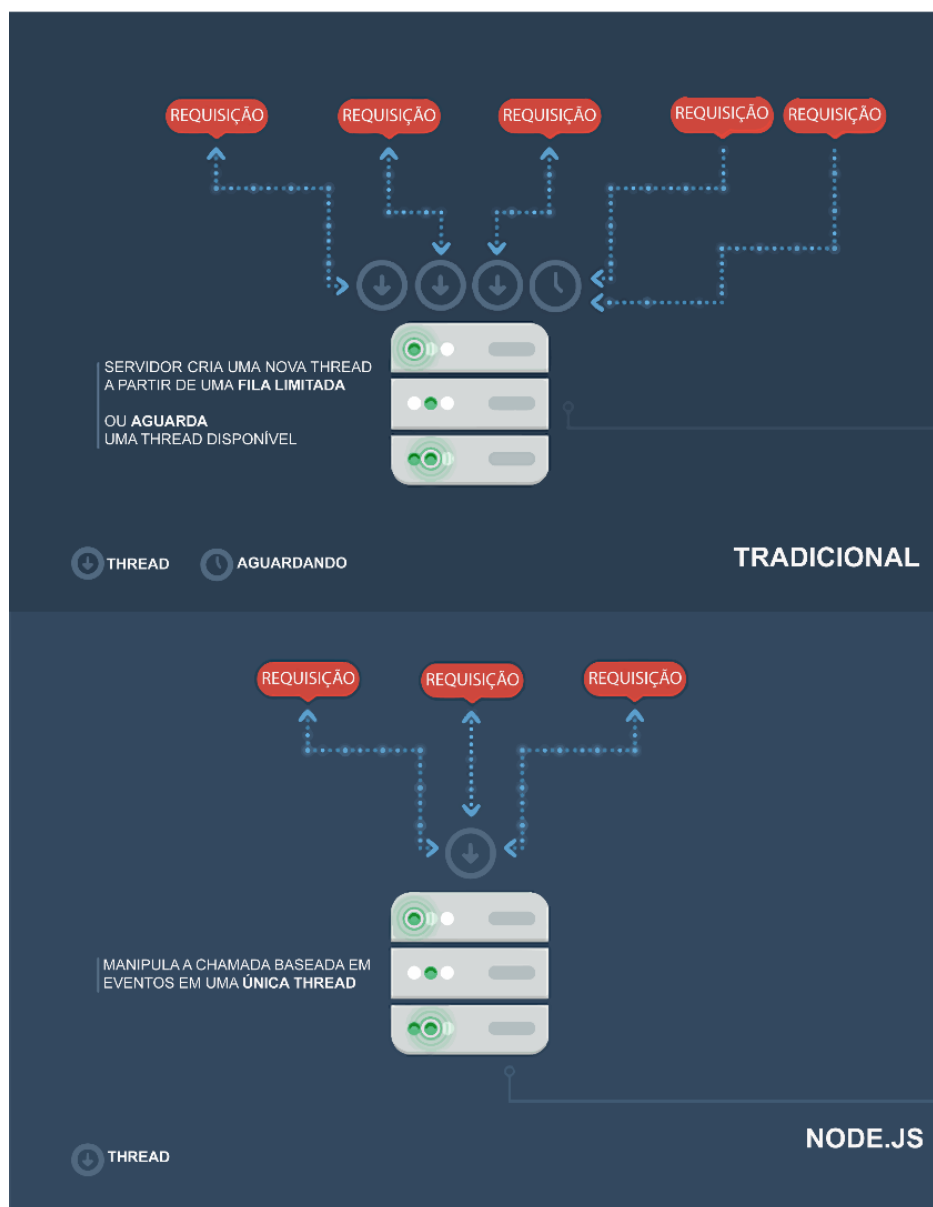 REQUISIÇÃO REQUISIÇÃO REQUISIÇÃO REQUISIÇÃO REQUISIÇÃO
SERVIDOR CRIA UMA NOVA THREAD
A PARTIR DE UMA FILA LIMITADA
OU AGUARDA
UMA THREAD DISPONÍVEL
THREAD AGUARDANDO
TRADICIONAL
REQUISIÇÃO REQUISIÇÃO REQUISIÇÃO
MANIPULA A CHAMADA BASEADA EM
EVENTOS EM UMA ÚNICA THREAD
NODE.JS
THREAD